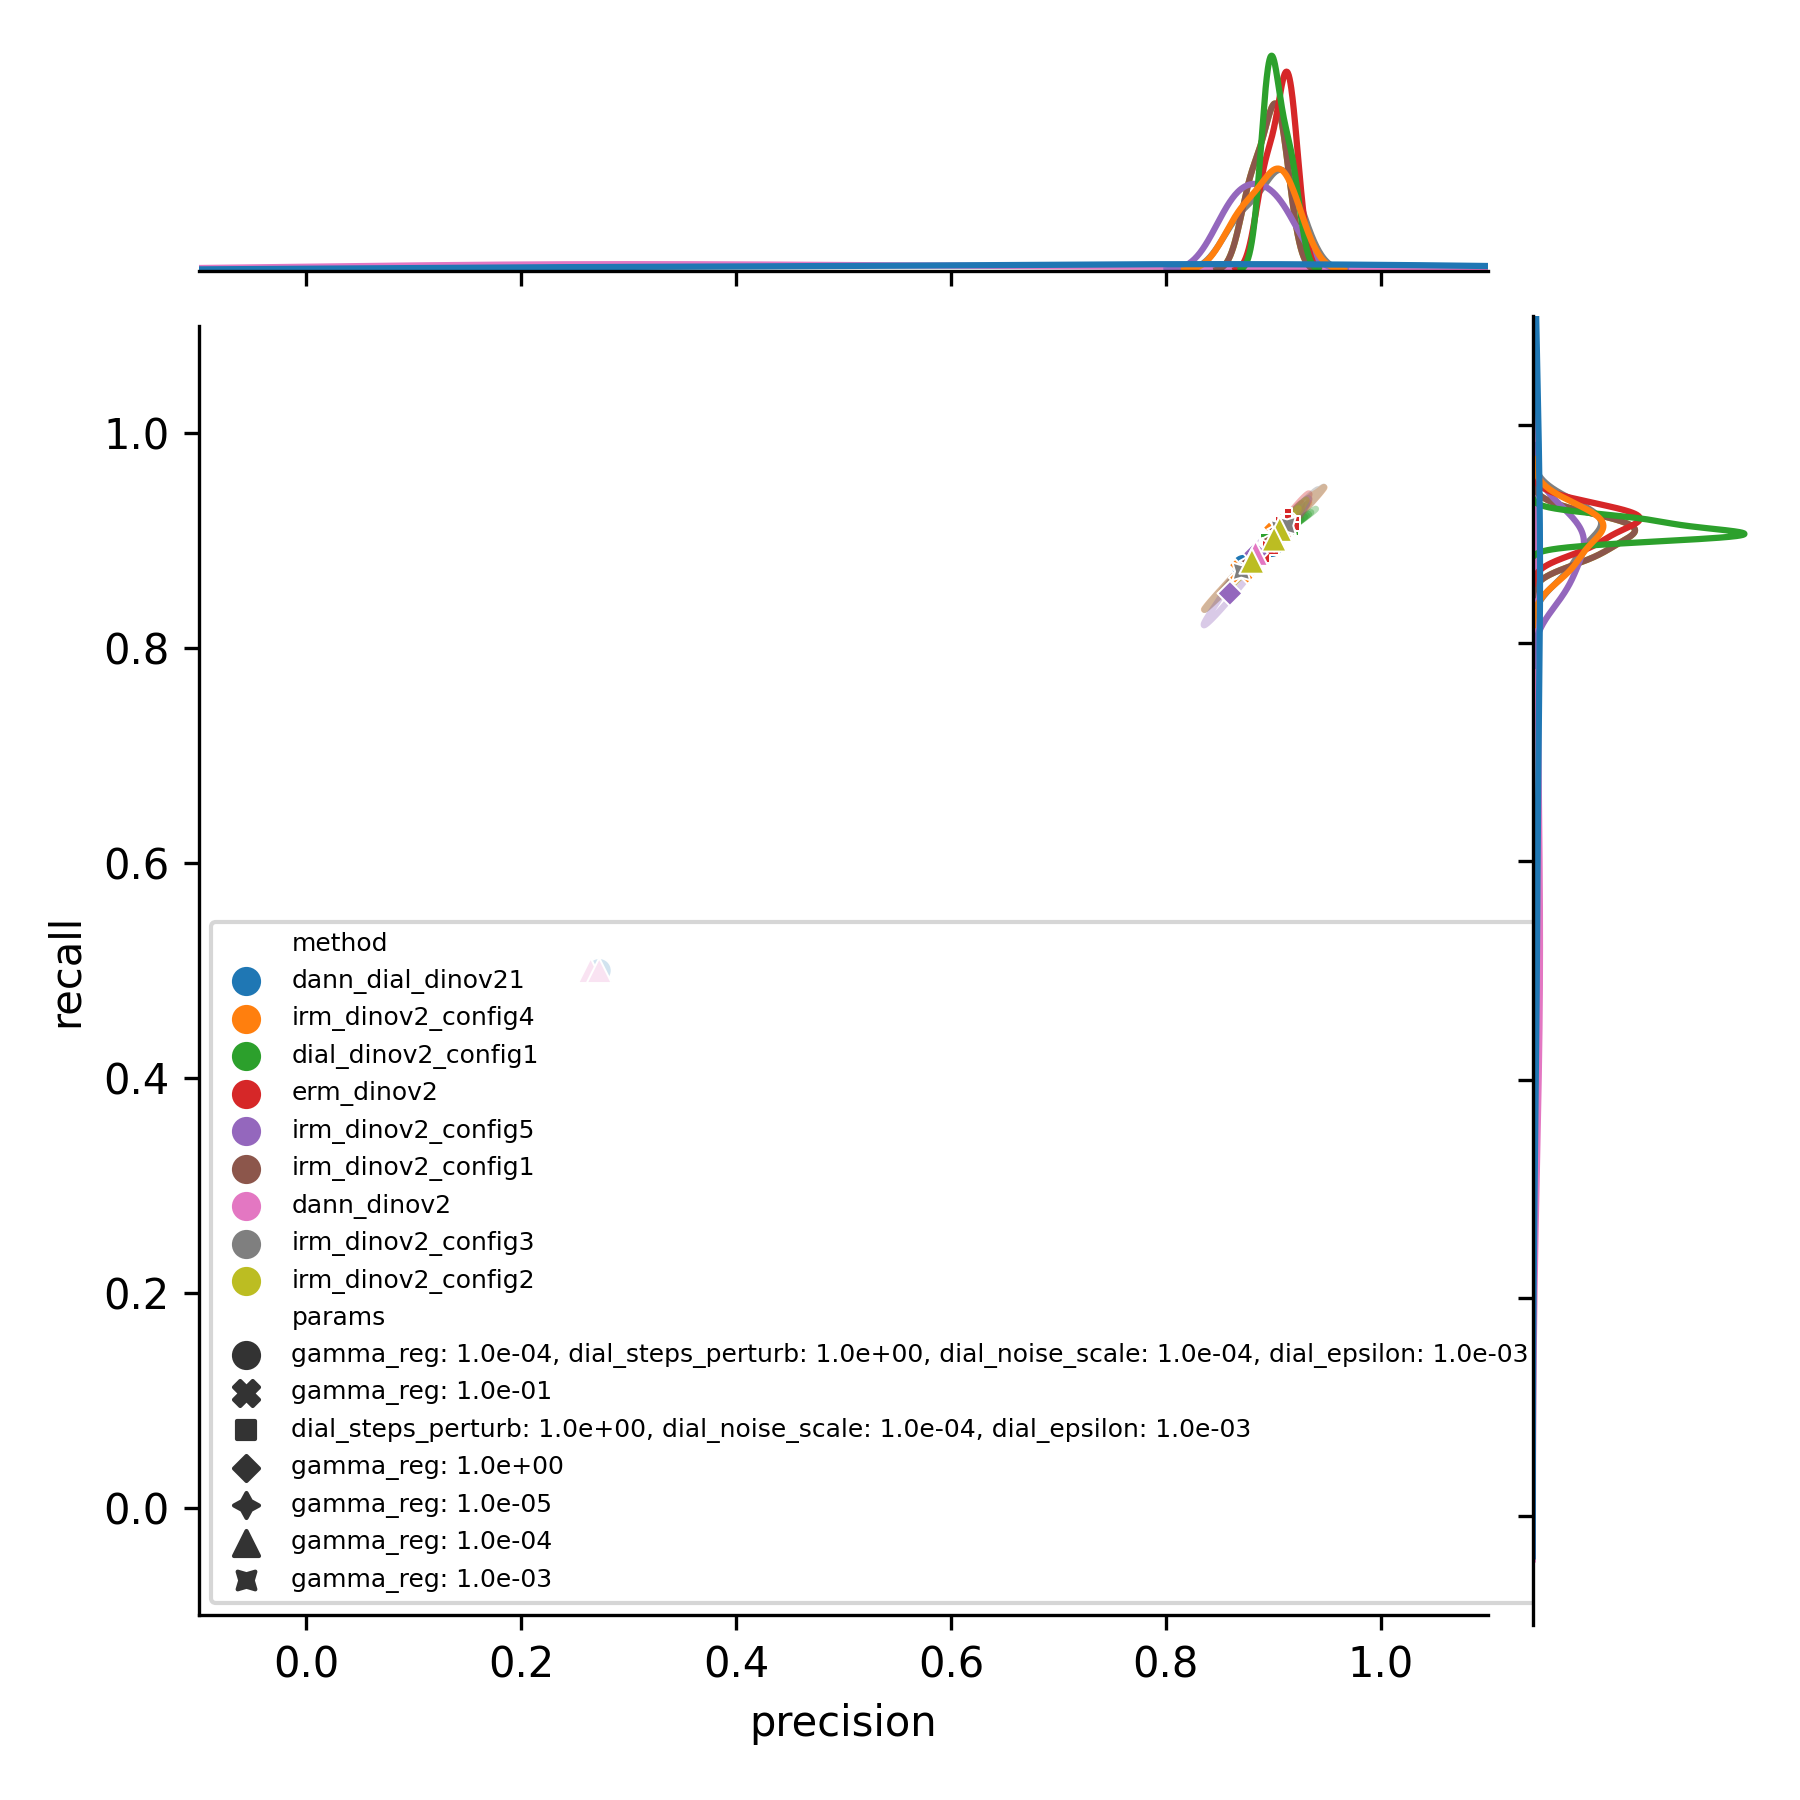 1.0
0.8
0.6
0.4
0.2
0.0
recall
method
dann_dial_dinov21
irm_dinov2_config4
dial_dinov2_config1
erm_dinov2
irm_dinov2_config5
irm_dinov2_config1
dann_dinov2
irm_dinov2_config3
irm_dinov2_config2
params
gamma_reg: 1.0e-04, dial_steps_perturb: 1.0e+00, dial_noise_scale: 1.0e-04, dial_epsilon: 1.0e-03
gamma_reg: 1.0e-01
dial_steps_perturb: 1.0e+00, dial_noise_scale: 1.0e-04, dial_epsilon: 1.0e-03
gamma_reg: 1.0e+00
gamma_reg: 1.0e-05
gamma_reg: 1.0e-04
gamma_reg: 1.0e-03
0.0 0.2 0.4 0.6 0.8 1.0
precision